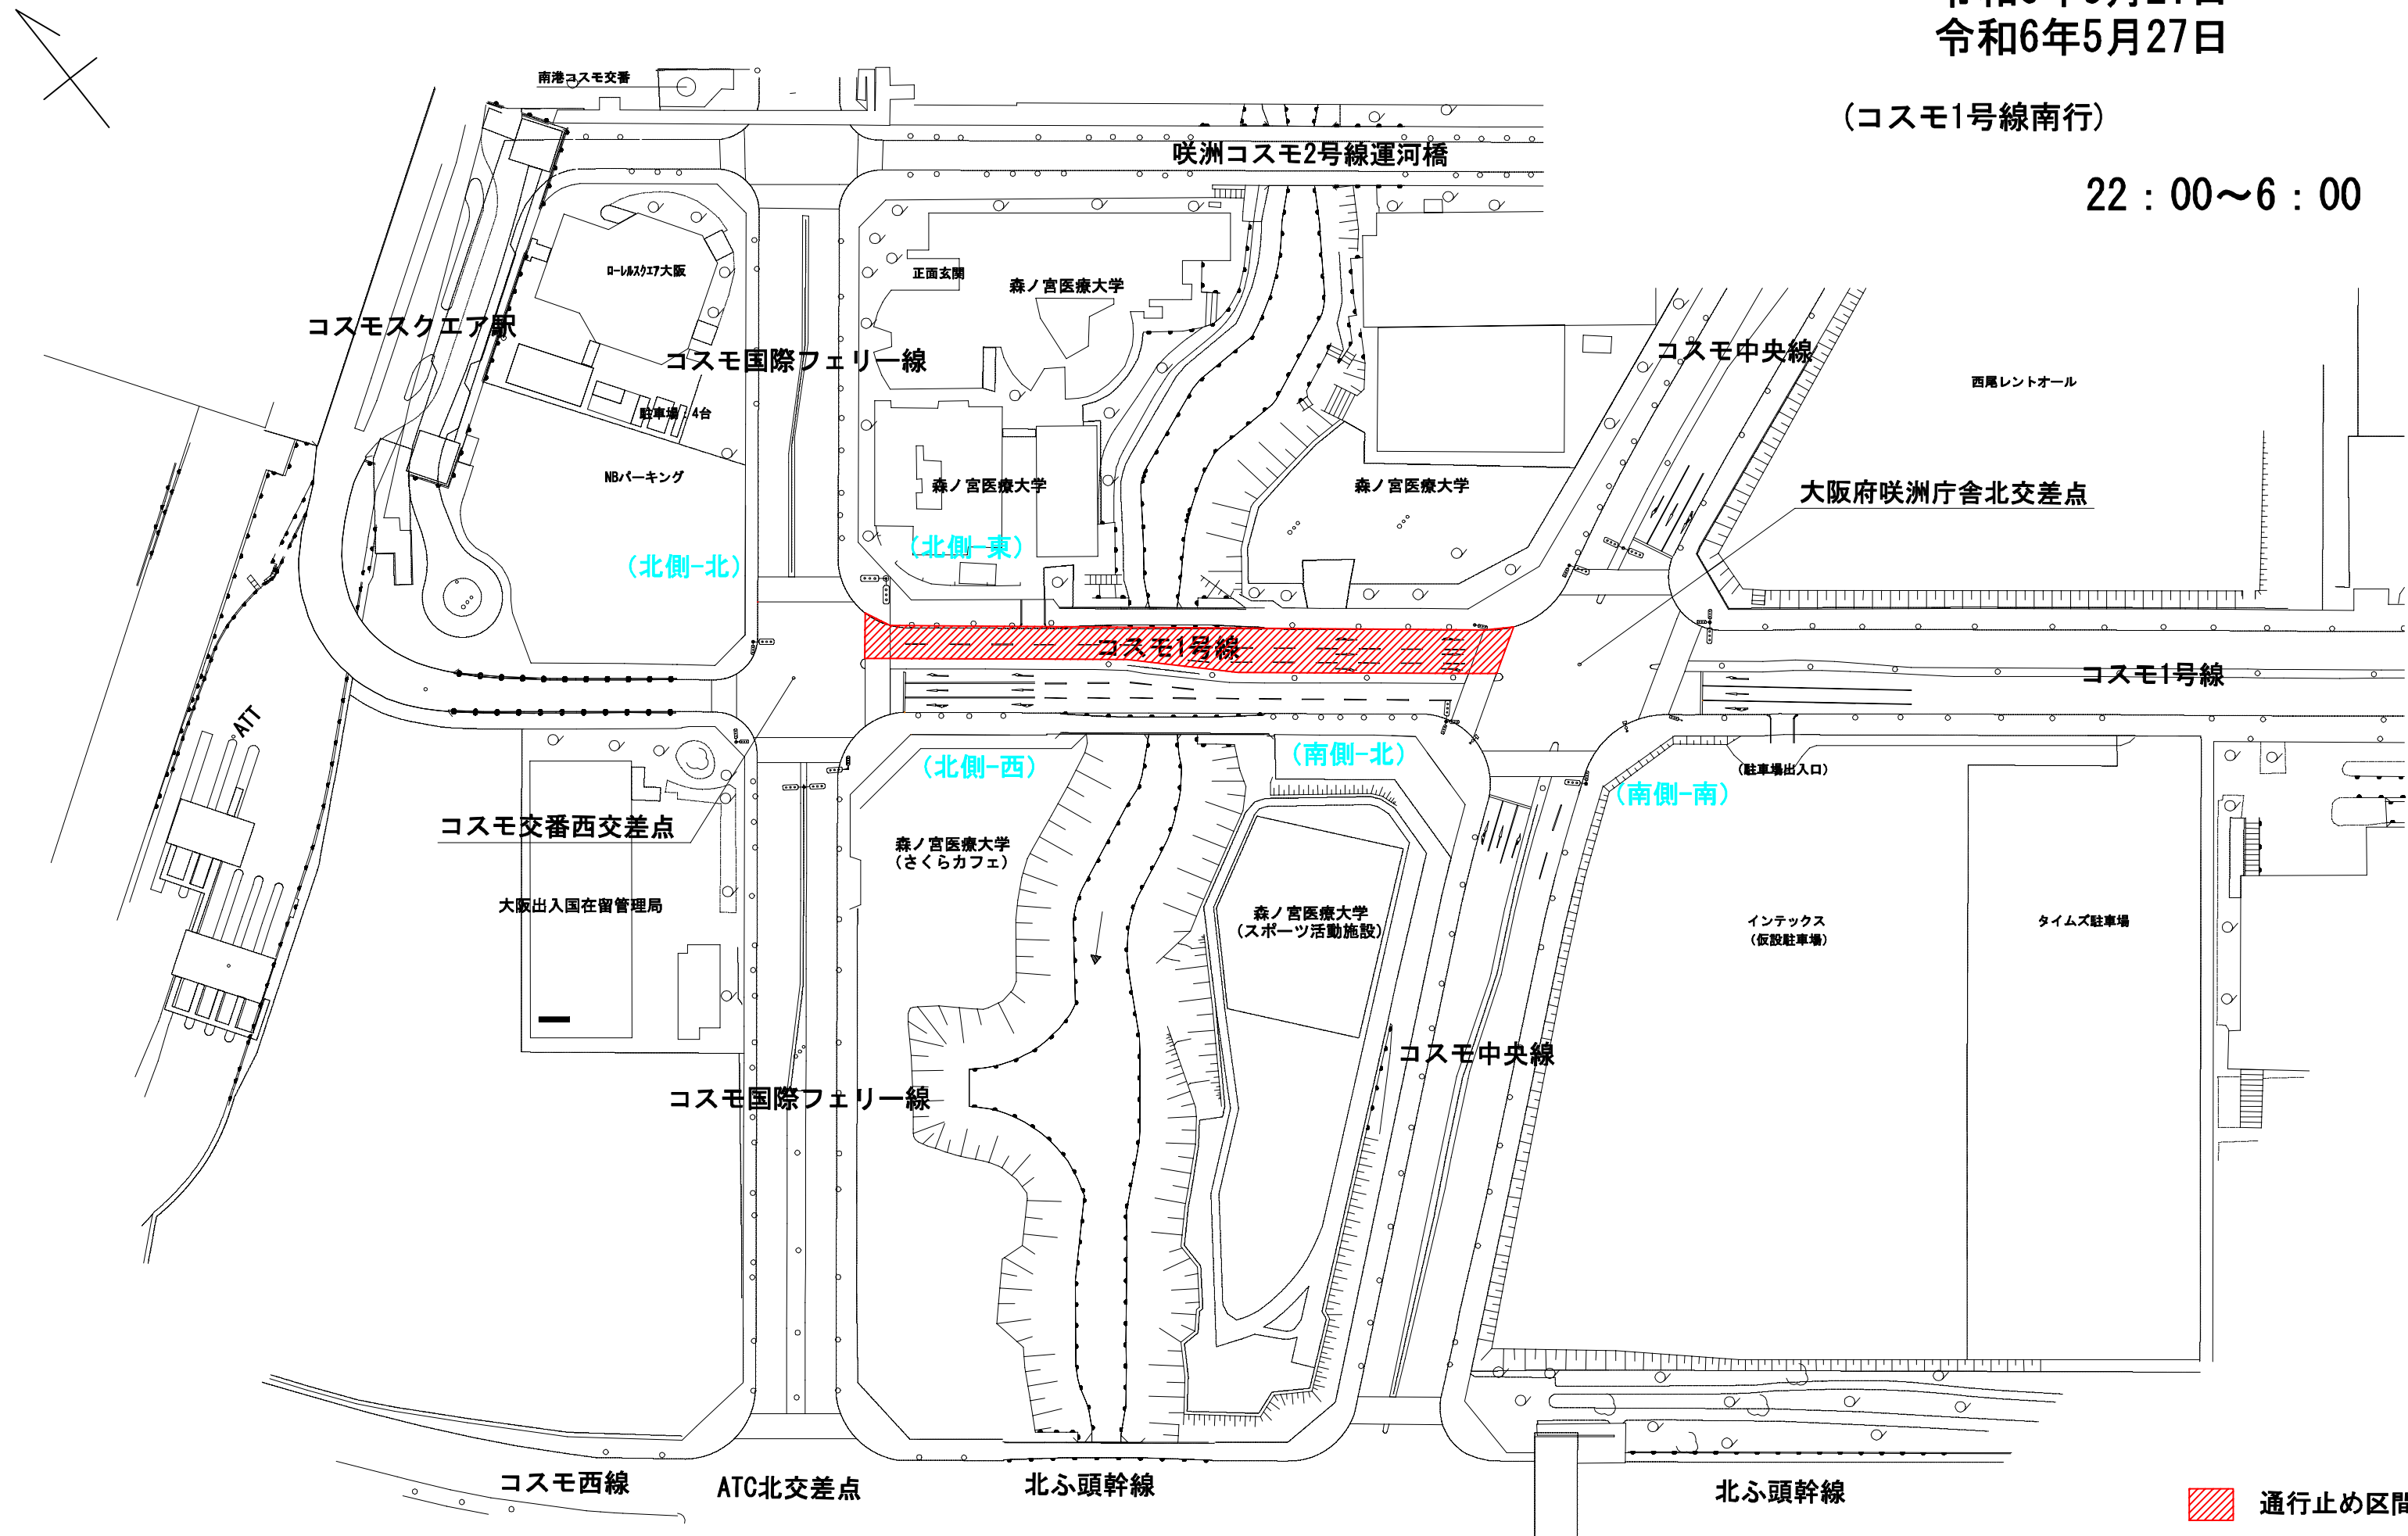 令和6年5月27日
(コスモ1号線南行)
22：00～6：00
南港コスモ交番
咲洲コスモ2号線運河橋
ローレルスクエア大阪
正面玄関
森ノ宮医療大学
コスモスクエア駅
コスモ国際フェリー線
コスモ中央線
西尾レントオール
駐車場：4台
NBパーキング
森ノ宮医療大学
森ノ宮医療大学
大阪府咲洲庁舎北交差点
(北側-北)
(北側-東)
コスモ1号線
コスモ1号線
ATT
(北側-西)
(南側-北)
(駐車場出入口)
(南側-南)
コスモ交番西交差点
森ノ宮医療大学
(さくらカフェ)
大阪出入国在留管理局
森ノ宮医療大学
(スポーツ活動施設)
インテックス
(仮設駐車場)
タイムズ駐車場
コスモ中央線
コスモ国際フェリー線
コスモ西線
ATC北交差点
北ふ頭幹線
北ふ頭幹線
通行止め区間